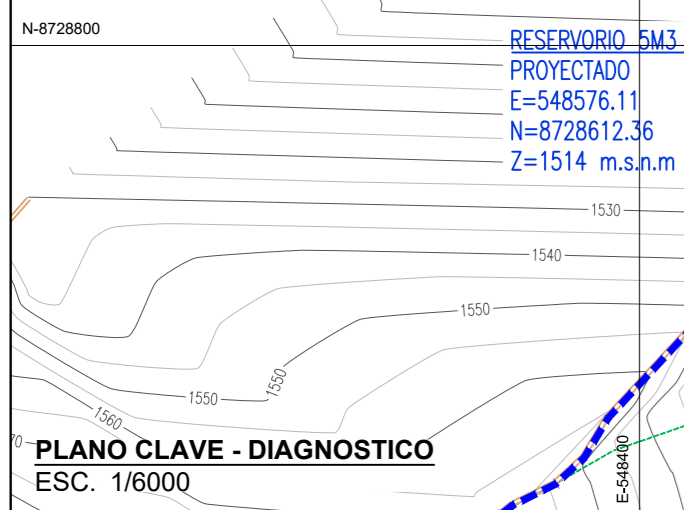 N-8728800
RESERVORIO 5M3
PROYECTADO
E=548576.11
N=8728612.36
Z=1514 m.s.n.m
1530
1540
1550
1550
1550
1560
70
PLANO CLAVE - DIAGNOSTICO
ESC. 1/6000
E-548400